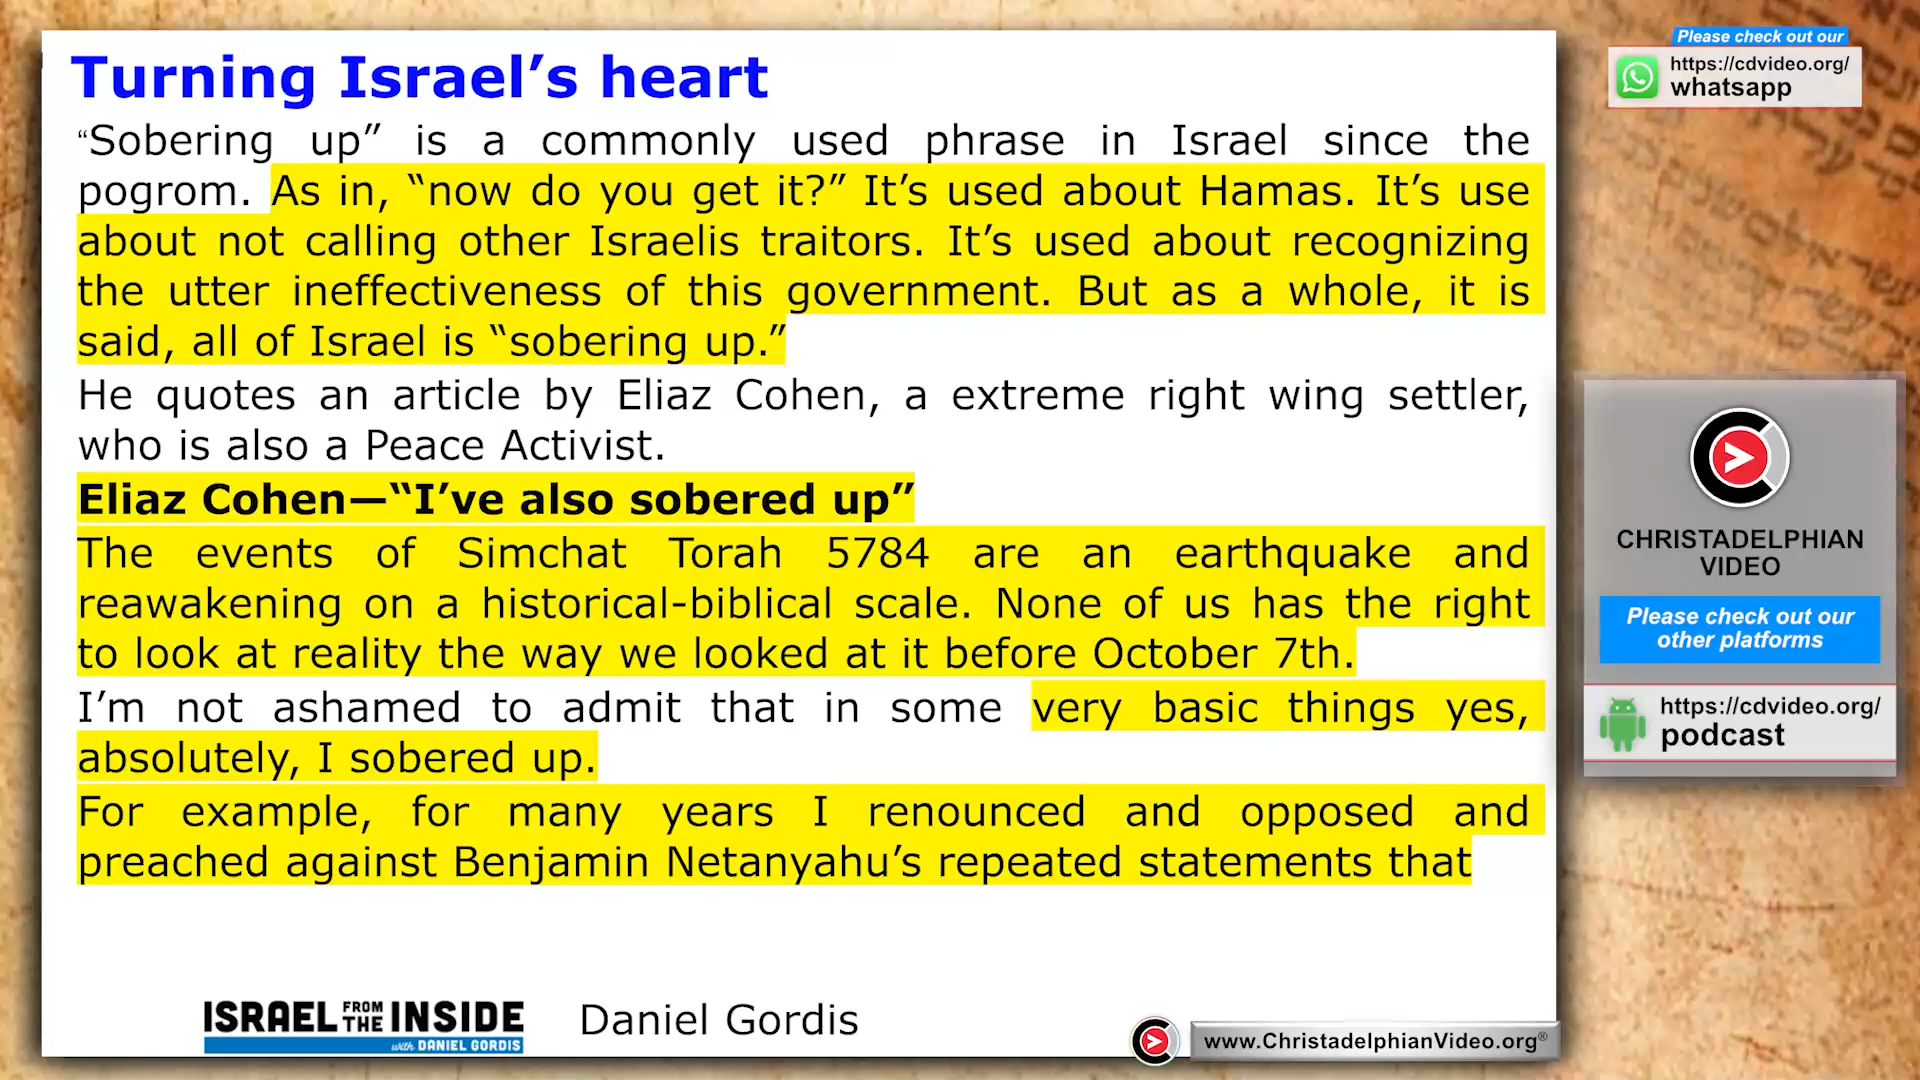 Turning Israel’s heart
“Sobering up” is a commonly used phrase in Israel since the
pogrom. As in, “now do you get it?” It’s used about Hamas. It’s use
about not calling other Israelis traitors. It’s used about recognizing
the utter ineffectiveness of this government. But as a whole, it is
said, all of Israel is “sobering up.”
He quotes an article by Eliaz Cohen, a extreme right wing settler,
who is also a Peace Activist.
Eliaz Cohen—“I’ve also sobered up”
The events of Simchat Torah 5784 are an earthquake and
reawakening on a historical-biblical scale. None of us has the right
to look at reality the way we looked at it before October 7th.
I’m not ashamed to admit that in some very basic things yes,
absolutely, I sobered up.
For example, for many years I renounced and opposed and
preached against Benjamin Netanyahu’s repeated statements that
ISRAEL FROM THE INSIDE
with DANIEL GORDIS
Daniel Gordis
www.ChristadelphianVideo.org®
Please check out our
https://cdvideo.org/
whatsapp
CHRISTADELPHIAN
VIDEO
Please check out our
other platforms
https://cdvideo.org/
podcast